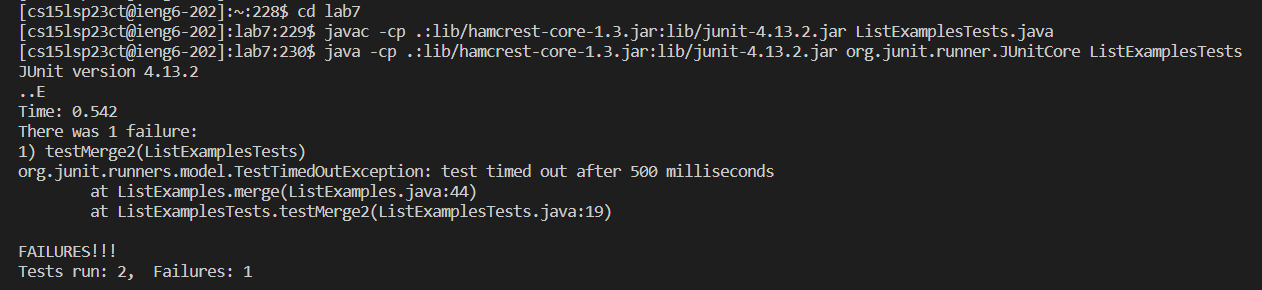 [cs15lsp23ct@ieng6-202]:~:228$ cd lab7
[cs15lsp23ct@ieng6-202]:lab7:229$ javac -cp .:lib/hamcrest-core-1.3.jar:lib/junit-4.13.2.jar ListExamplesTests.java
[cs15lsp23ct@ieng6-202]:lab7:230$ java -cp .:lib/hamcrest-core-1.3.jar:lib/junit-4.13.2.jar org.junit.runner.JUnitCore ListExamplesTests
JUnit version 4.13.2
..E
Time: 0.542
There was 1 failure:
1) testMerge2(ListExamplesTests)
org.junit.runners.model.TestTimedOutException: test timed out after 500 milliseconds
        at ListExamples.merge(ListExamples.java:44)
        at ListExamplesTests.testMerge2(ListExamplesTests.java:19)
FAILURES!!!
Tests run: 2,  Failures: 1